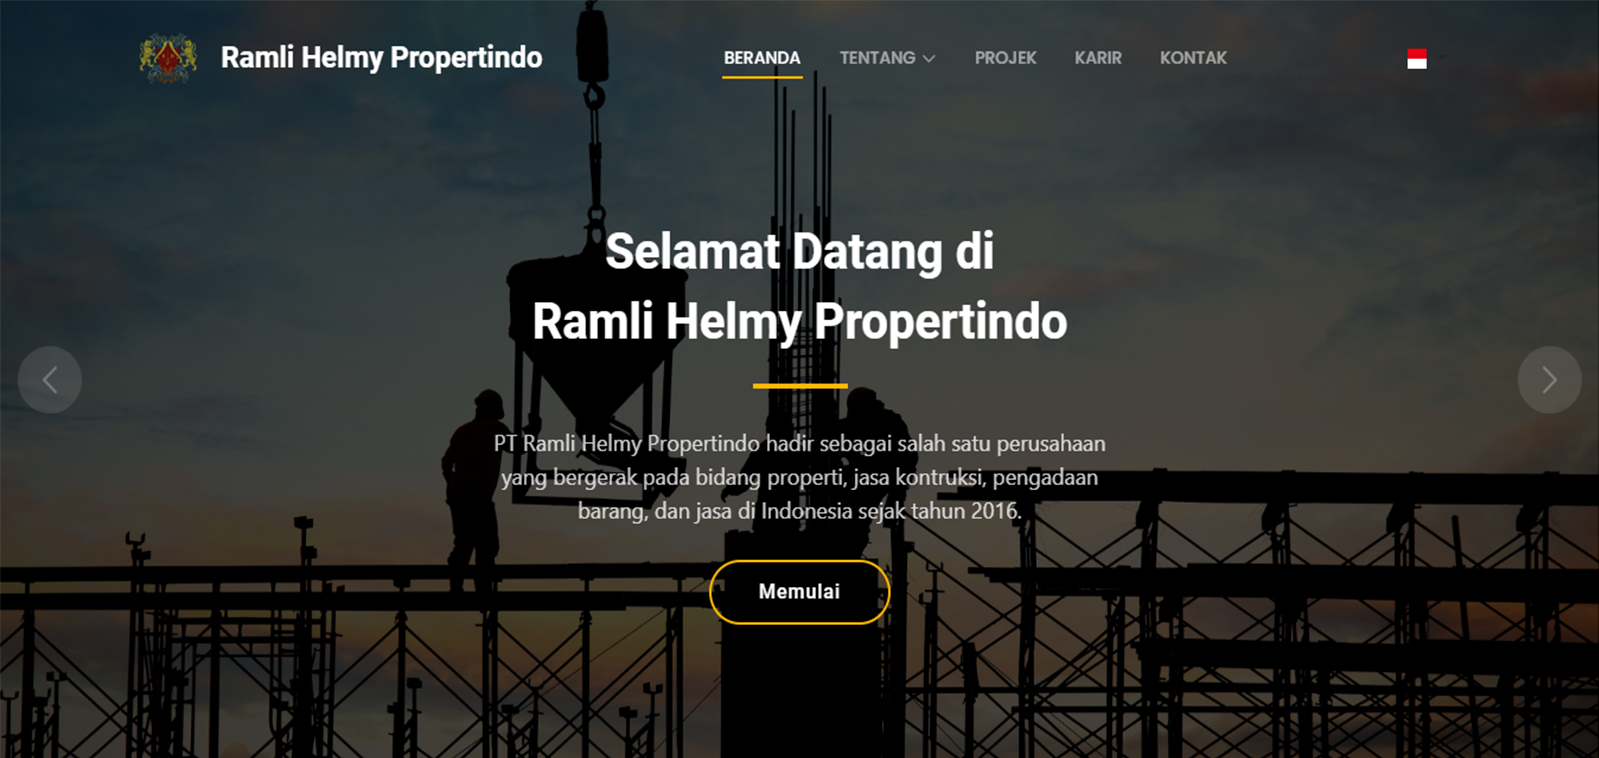 Ramli Helmy Propertindo
BERANDA
TENTANG
PROJEK
KARIR
KONTAK
Selamat Datang di
Ramli Helmy Propertindo
PT Ramli Helmy Propertindo hadir sebagai salah satu perusahaan
yang bergerak pada bidang properti, jasa kontruksi, pengadaan
barang, dan jasa di Indonesia sejak tahun 2016.
Memulai